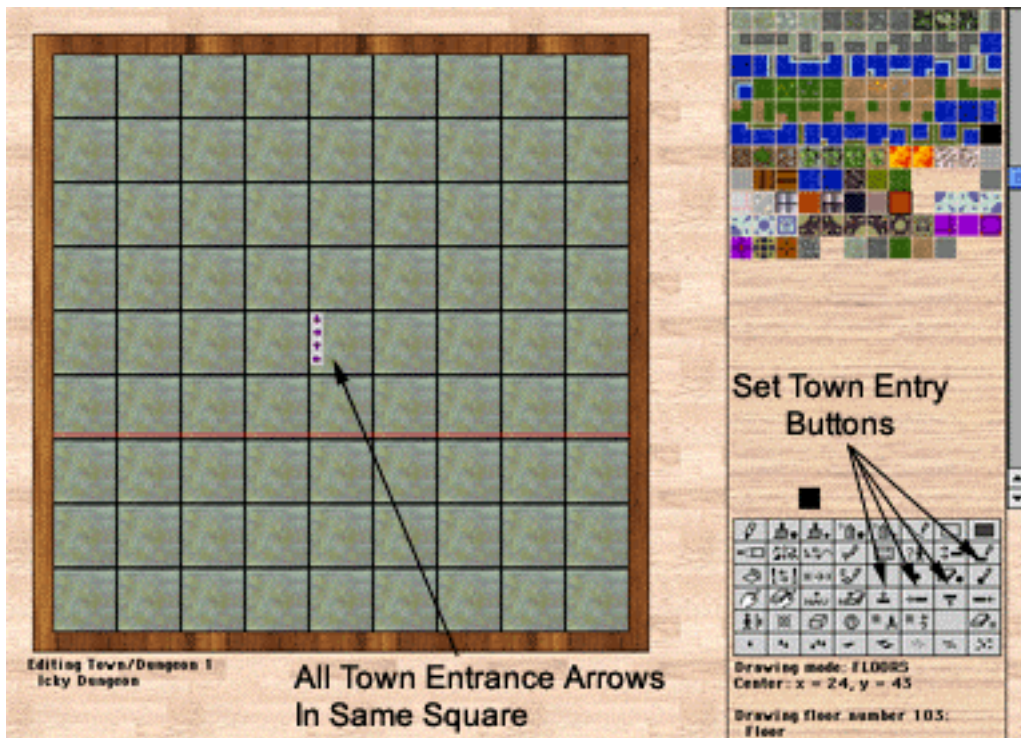 Set Town Entry
Buttons
Editing Town/Dungeon 1
Icky Dungeon
All Town Entrance Arrows
In Same Square
Drawing mode: FLOORS
Center: x = 24, y = 43
Drawing floor number 103:
Floor